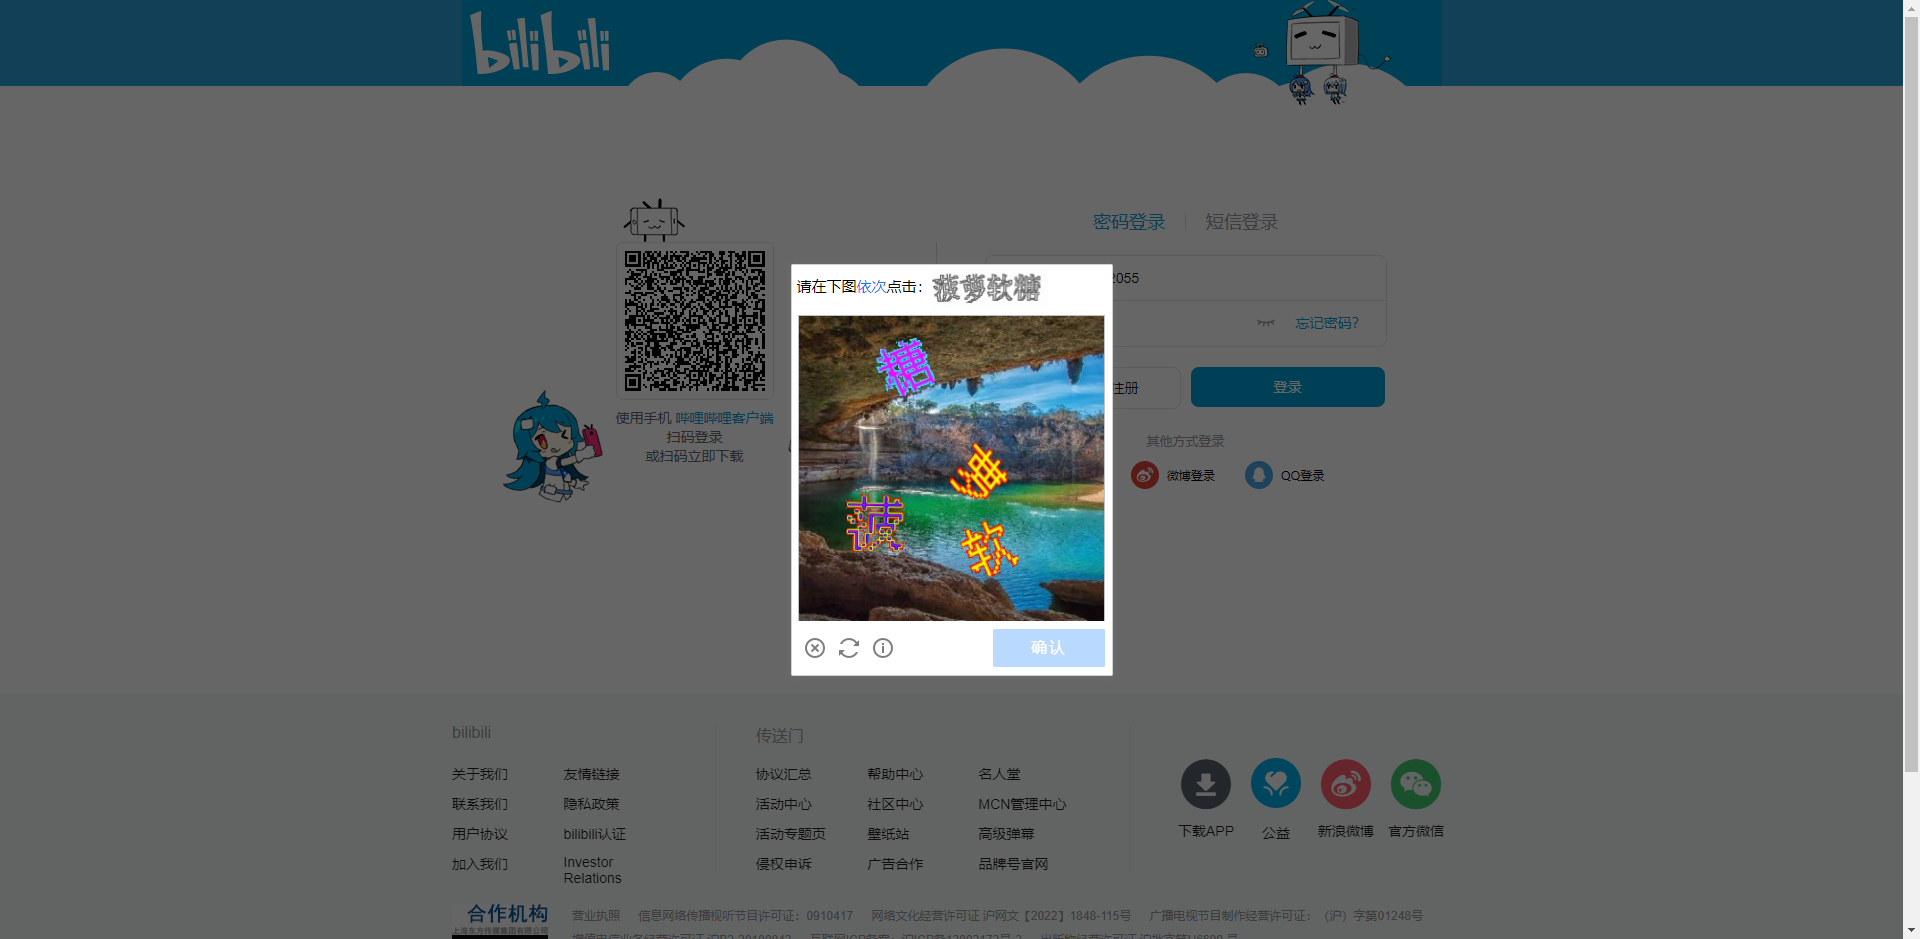 bilibili
密码登录
短信登录
2055
请在下图依次点击：菠萝软糖
糖
萝
菠
软
确认
忘记密码？
注册
登录
其他方式登录
微博登录
QQ登录
使用手机 哔哩哔哩客户端
扫码登录
或扫码立即下载
bilibili
关于我们
友情链接
联系我们
隐私政策
用户协议
bilibili认证
加入我们
Investor
Relations
传送门
协议汇总
帮助中心
名人堂
活动中心
社区中心
MCN管理中心
活动专题页
壁纸站
高级弹幕
侵权申诉
广告合作
品牌号官网
下载APP
公益
新浪微博
官方微信
合作机构
上海东方传媒集团有限公司
营业执照
信息网络传播视听节目许可证：0910417
网络文化经营许可证 沪网文【2022】1848-115号
广播电视节目制作经营许可证：（沪）字第01248号